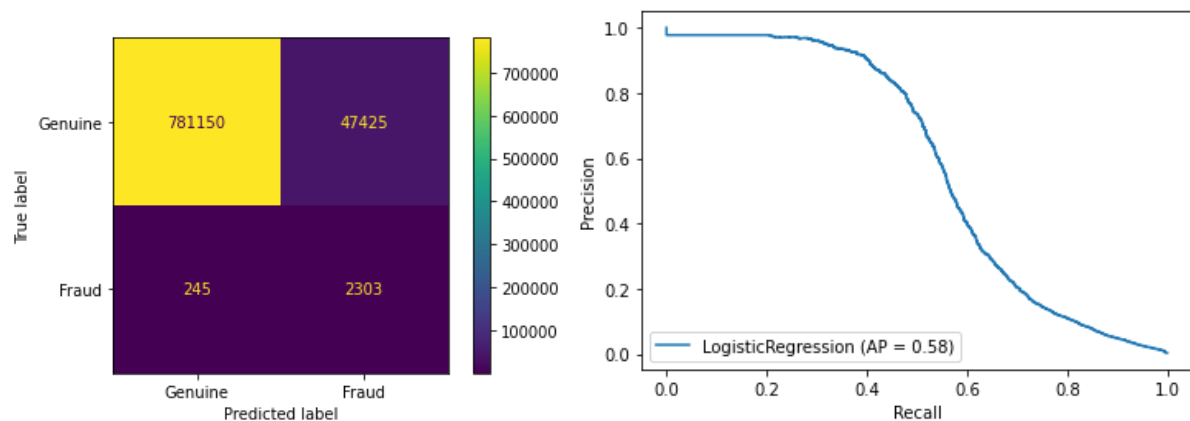 True label
Genuine
Fraud
781150
47425
245
2303
Genuine
Fraud
Predicted label
700000
600000
500000
400000
300000
200000
100000
Precision
1.0
0.8
0.6
0.4
0.2
0.0
LogisticRegression (AP = 0.58)
0.0
0.2
0.4
0.6
0.8
1.0
Recall